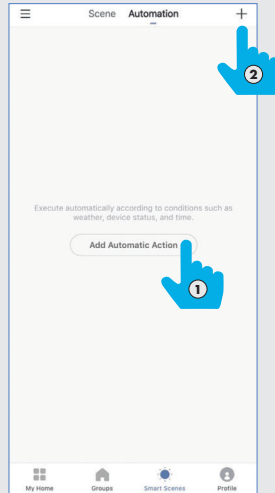 Scene Automation +
2
Execute automatically according to conditions such as
weather, device status, and time.
Add Automatic Action
1
My Home Groups Smart Scenes Profile